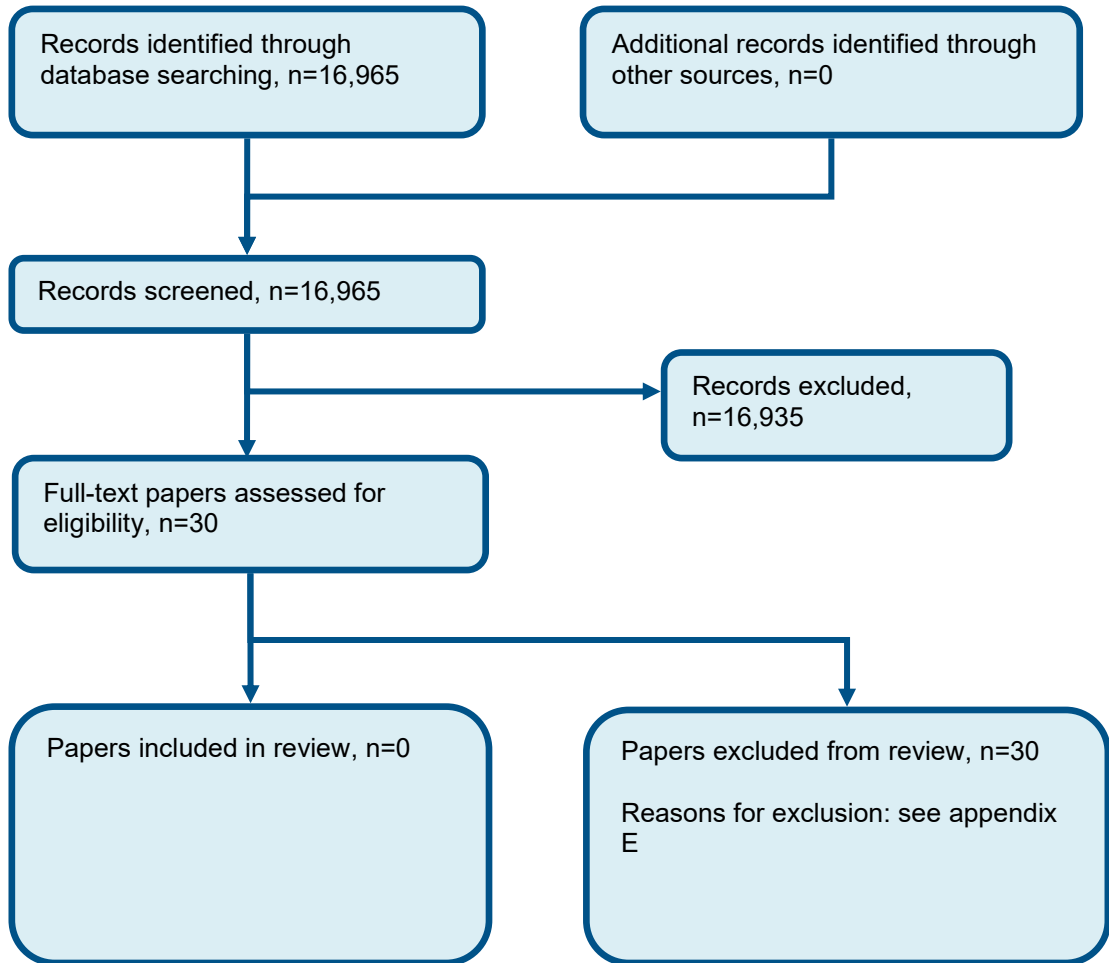 Records identified through
database searching, n=16,965
Additional records identified through
other sources, n=0
Records screened, n=16,965
Records excluded,
n=16,935
Full-text papers assessed for
eligibility, n=30
Papers included in review, n=0
Papers excluded from review, n=30
Reasons for exclusion: see appendix
E